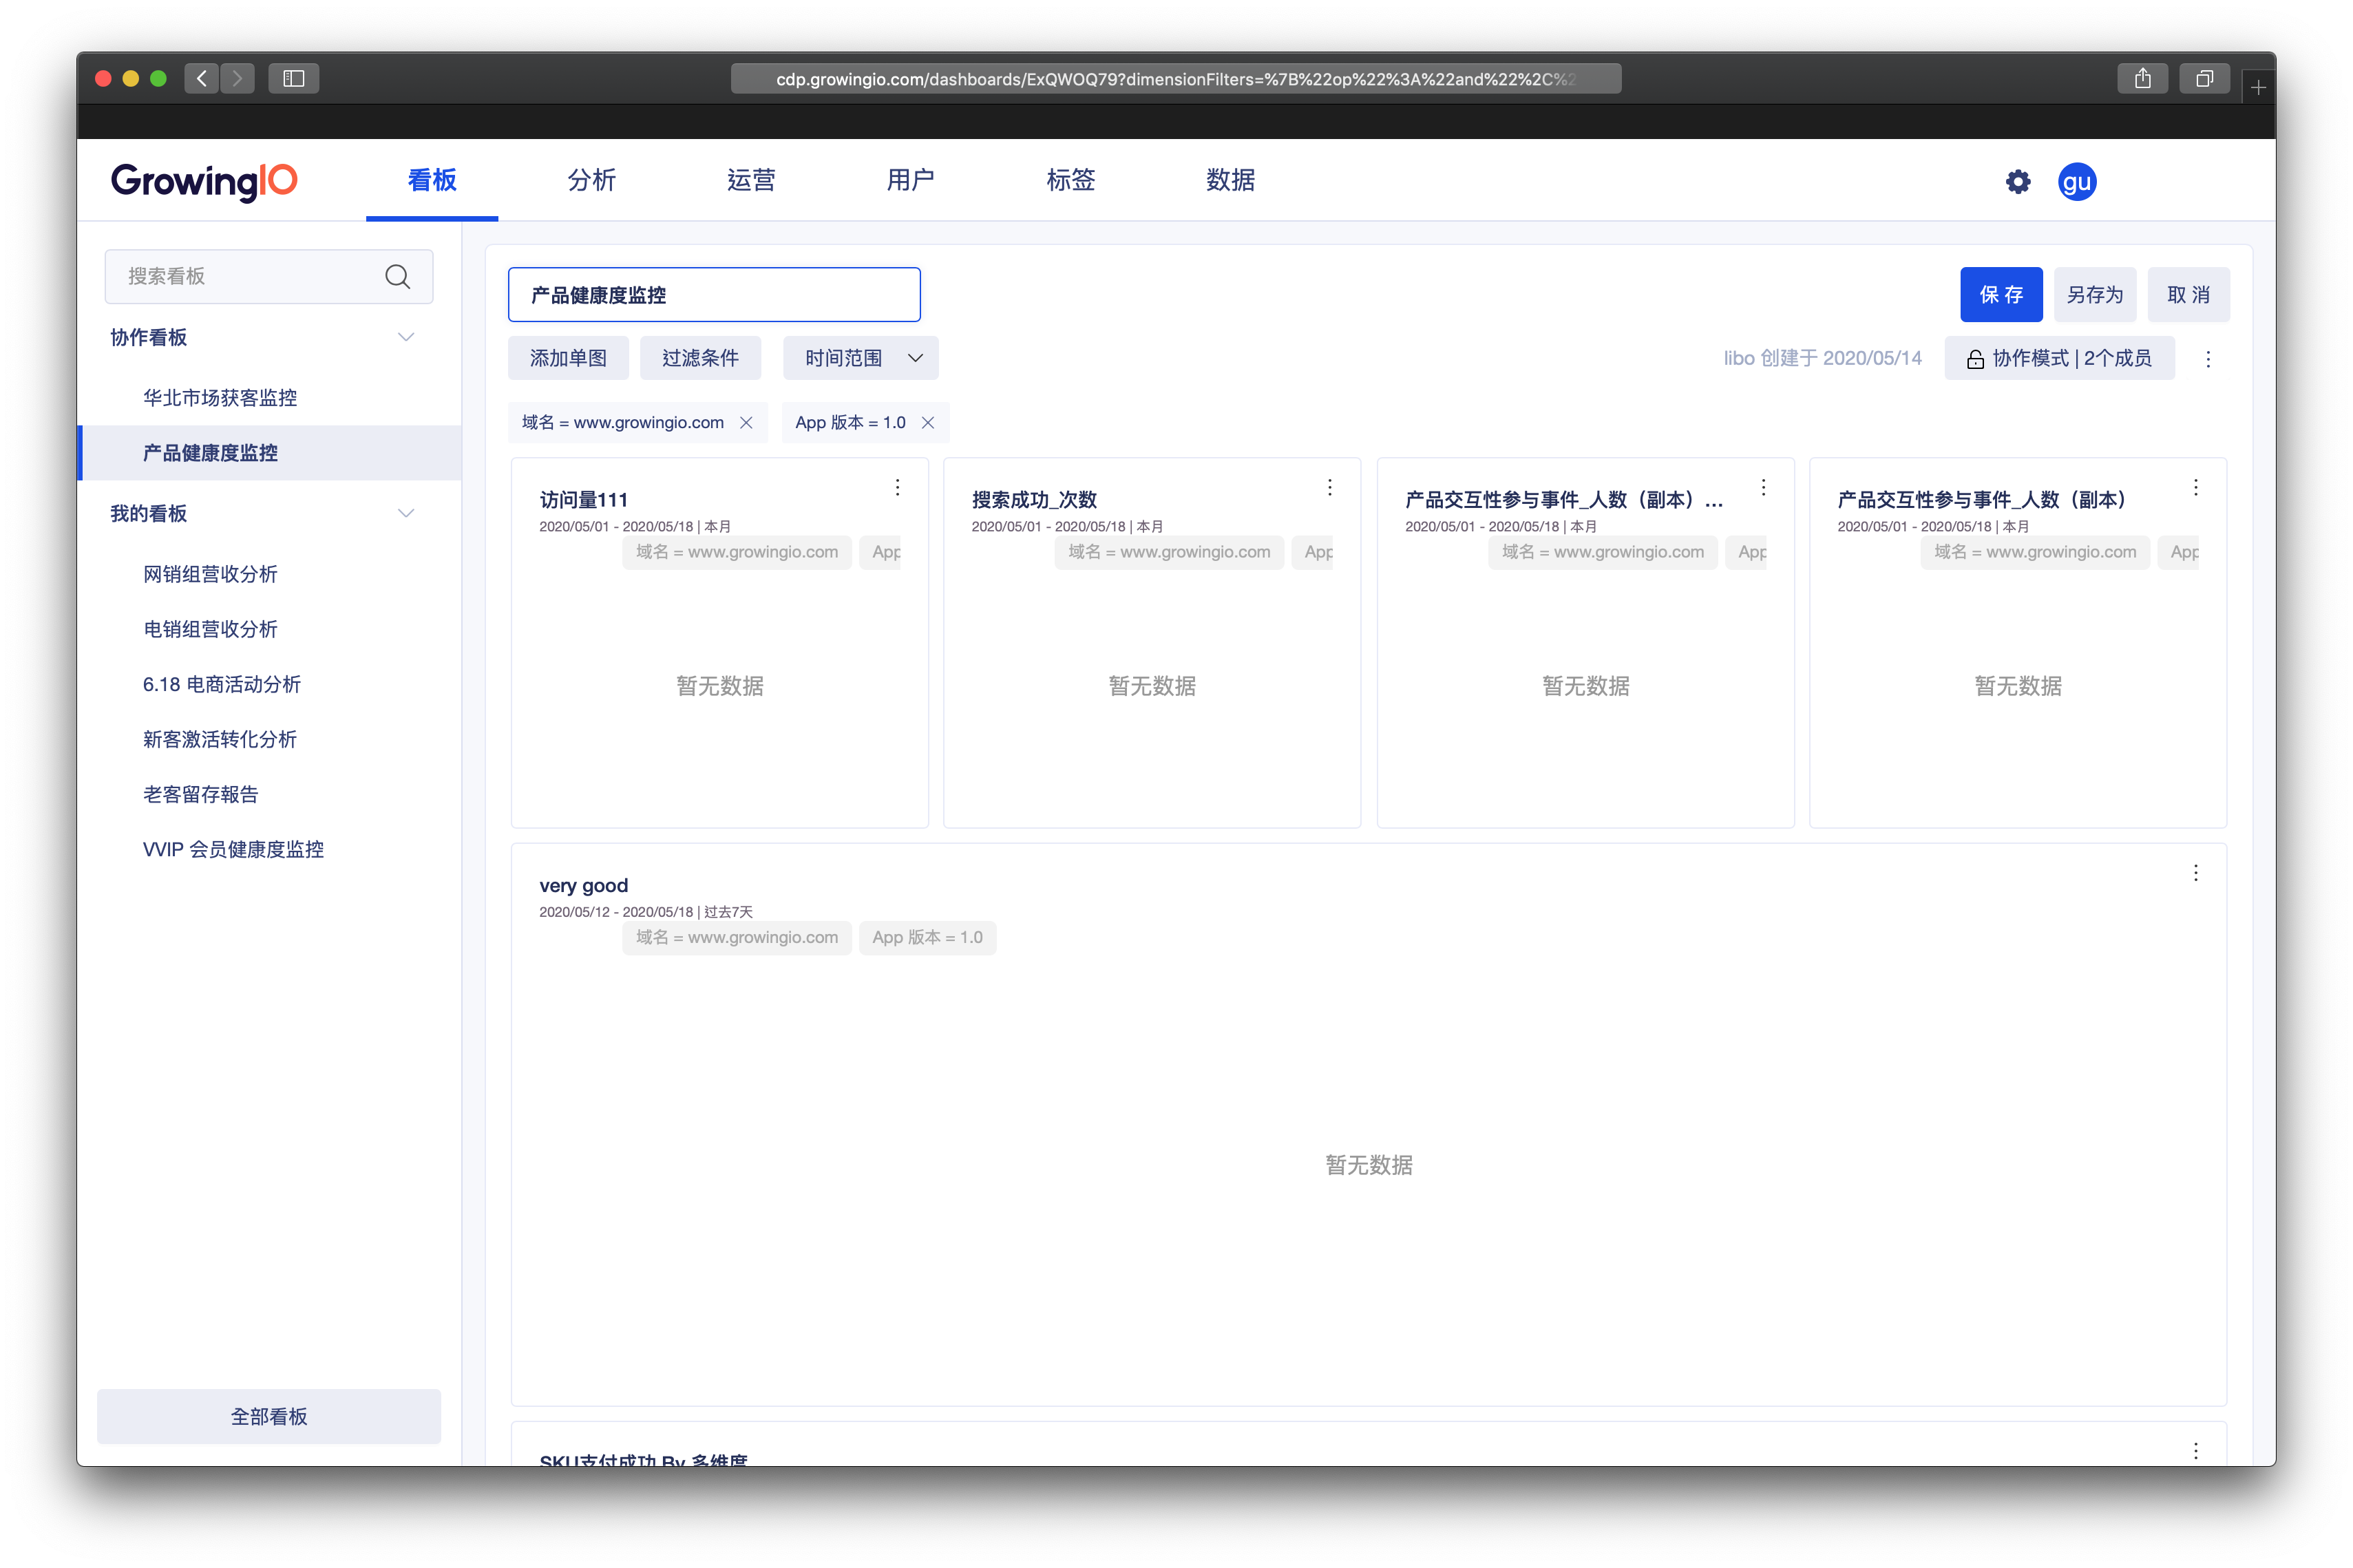 cdp.growingio.com/dashboards/ExQWOQ79?dimensionFilters=%7B%22op%22%3A%22and%22%2C%2
GrowingIO
看板 分析 运营 用户 标签 数据
gu
搜索看板
协作看板
华北市场获客监控
产品健康度监控
我的看板
网销组营收分析
电销组营收分析
6.18 电商活动分析
新客激活转化分析
老客留存報告
VVIP 会员健康度监控
全部看板
产品健康度监控
保 存 另存为 取 消
添加单图 过滤条件 时间范围
libo 创建于 2020/05/14 协作模式 | 2个成员
域名 = www.growingio.com App 版本 = 1.0
访问量111
2020/05/01 - 2020/05/18 | 本月
域名 = www.growingio.com App
暂无数据
搜索成功_次数
2020/05/01 - 2020/05/18 | 本月
域名 = www.growingio.com App
暂无数据
产品交互性参与事件_人数（副本）...
2020/05/01 - 2020/05/18 | 本月
域名 = www.growingio.com App
暂无数据
产品交互性参与事件_人数（副本）
2020/05/01 - 2020/05/18 | 本月
域名 = www.growingio.com App
暂无数据
very good
2020/05/12 - 2020/05/18 | 过去7天
域名 = www.growingio.com App 版本 = 1.0
暂无数据
SKU支付成功 By 多维度